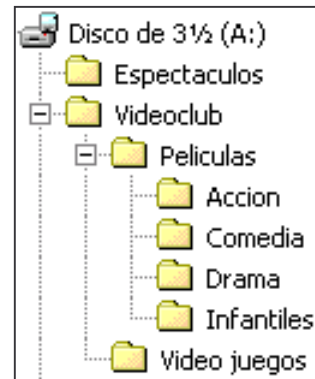 Disco de 3½ (A:)
Espectaculos
Videoclub
Peliculas
Accion
Comedia
Drama
Infantiles
Video juegos